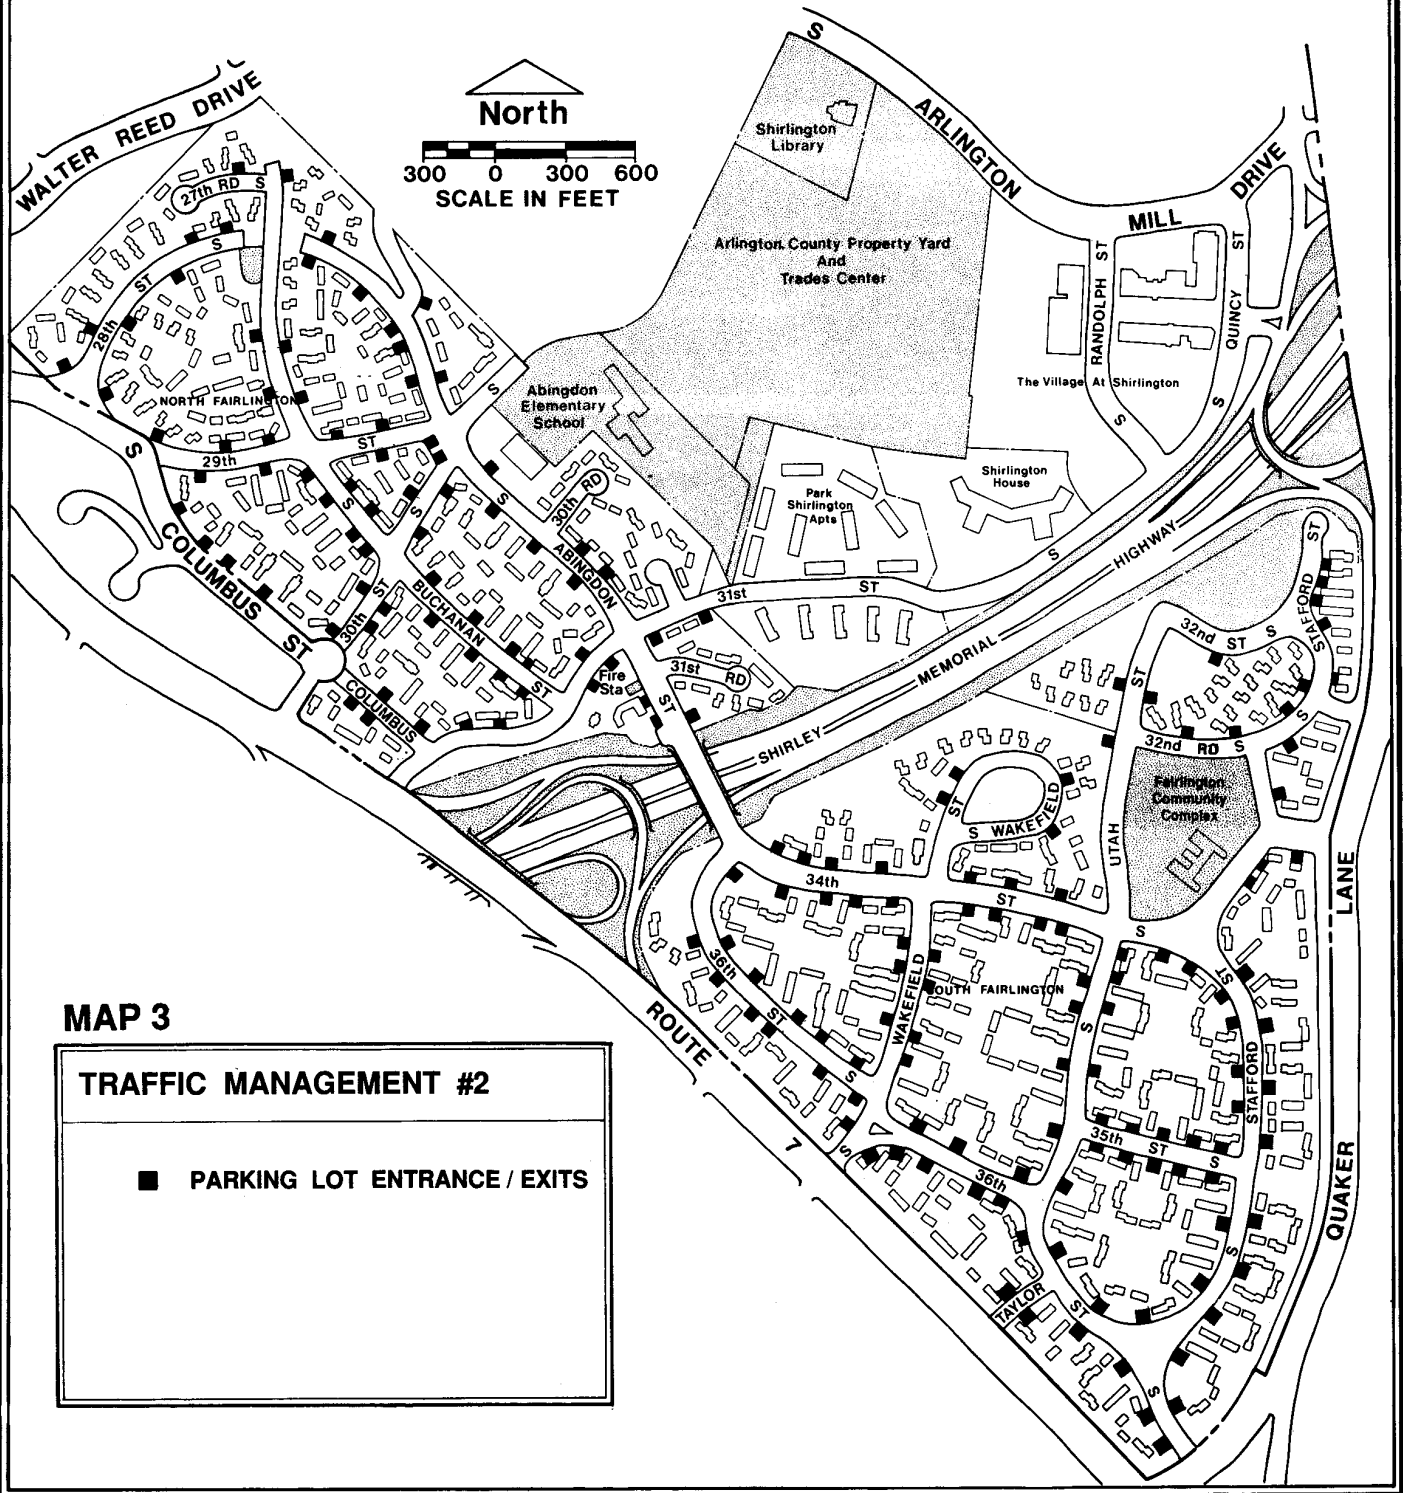 WALTER REED DRIVE
North
300 0 300 600
SCALE IN FEET
S ARLINGTON MILL DRIVE
Shirlington
Library
Arlington County Property Yard
And
Trades Center
27th RD S
S
28th ST
NORTH FAIRLINGTON
29th ST
S
S
Abingdon
Elementary
School
RANDOLPH ST
S
QUINCY ST
S
The Village At Shirlington
Shirlington
House
Park
Shirlington
Apts
30th RD
S ABINGDON ST
S
S BUCHANAN ST
S COLUMBUS ST
30th ST
S
COLUMBUS
31st ST S
31st RD
Fire
Sta
SHIRLEY MEMORIAL HIGHWAY
32nd ST S
STAFFORD ST
S
32nd RD S
UTAH ST
Fairlington
Community
Complex
S WAKEFIELD ST
34th ST S
36th ST S
WAKEFIELD
S
SOUTH FAIRLINGTON
S
STAFFORD ST
S
35th ST S
36th ST S
TAYLOR
ROUTE 7
QUAKER LANE
MAP 3
TRAFFIC MANAGEMENT #2
PARKING LOT ENTRANCE / EXITS